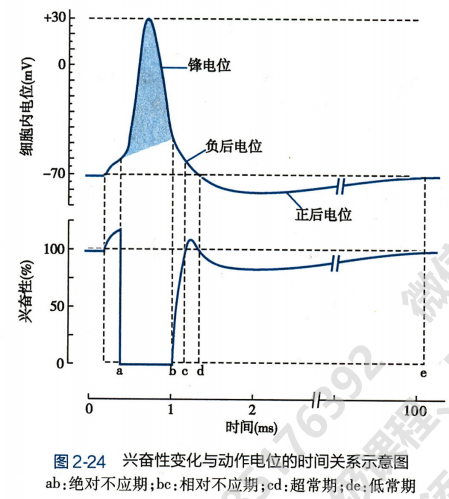 +30
锋电位
0
细胞内电位(mV)
负后电位
-70
正后电位
100
兴奋性(%)
50
0
a b c d e
0 1 2 100
时间(ms)
图 2-24 兴奋性变化与动作电位的时间关系示意图
ab:绝对不应期;bc:相对不应期;cd:超常期;de:低常期